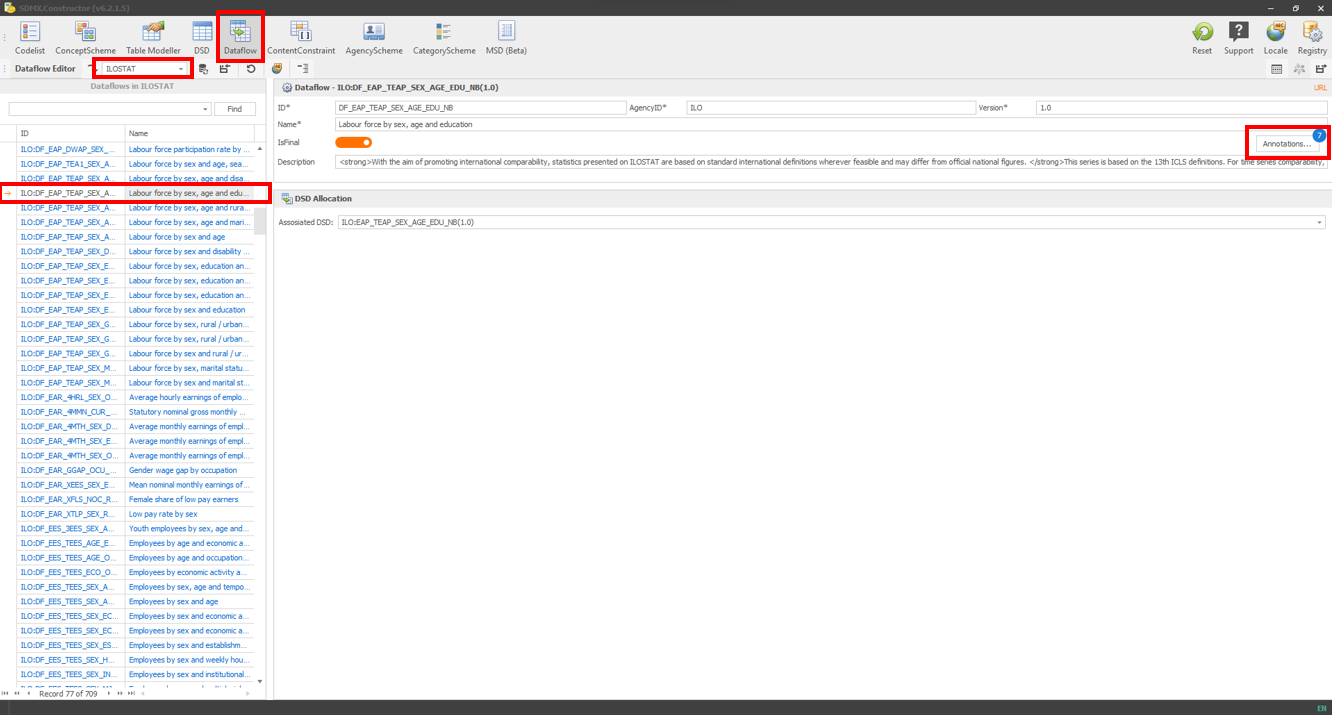 SDMX.Constructor (v6.2.1.5)
Codelist ConceptScheme Table Modeller DSD Dataflow ContentConstraint AgencyScheme CategoryScheme MSD (Beta) Reset Support Locale Registry
Dataflow Editor ILOSTAT
Dataflows in ILOSTAT
Find
ID Name
ILO:DF_EAP_DWAP_SEX_... Labour force participation rate by ...
ILO:DF_EAP_TEA1_SEX_A... Labour force by sex and age, sea...
ILO:DF_EAP_TEAP_SEX_A... Labour force by sex, age and disa...
ILO:DF_EAP_TEAP_SEX_A... Labour force by sex, age and edu...
ILO:DF_EAP_TEAP_SEX_A... Labour force by sex, age and rura...
ILO:DF_EAP_TEAP_SEX_A... Labour force by sex, age and mari...
ILO:DF_EAP_TEAP_SEX_A... Labour force by sex and age
ILO:DF_EAP_TEAP_SEX_D... Labour force by sex and disability ...
ILO:DF_EAP_TEAP_SEX_E... Labour force by sex, education an...
ILO:DF_EAP_TEAP_SEX_E... Labour force by sex, education an...
ILO:DF_EAP_TEAP_SEX_E... Labour force by sex, education an...
ILO:DF_EAP_TEAP_SEX_E... Labour force by sex and education
ILO:DF_EAP_TEAP_SEX_G... Labour force by sex, rural / urban...
ILO:DF_EAP_TEAP_SEX_G... Labour force by sex, rural / urban...
ILO:DF_EAP_TEAP_SEX_G... Labour force by sex and rural / ur...
ILO:DF_EAP_TEAP_SEX_M... Labour force by sex, marital statu...
ILO:DF_EAP_TEAP_SEX_M... Labour force by sex and marital st...
ILO:DF_EAR_4HRL_SEX_O... Average hourly earnings of emplo...
ILO:DF_EAR_4MMN_CUR_... Statutory nominal gross monthly ...
ILO:DF_EAR_4MTH_SEX_D... Average monthly earnings of empl...
ILO:DF_EAR_4MTH_SEX_E... Average monthly earnings of empl...
ILO:DF_EAR_4MTH_SEX_O... Average monthly earnings of empl...
ILO:DF_EAR_GGAP_OCU_... Gender wage gap by occupation
ILO:DF_EAR_XEES_SEX_E... Mean nominal monthly earnings of...
ILO:DF_EAR_XFLS_NOC_R... Female share of low pay earners
ILO:DF_EAR_XTLP_SEX_R... Low pay rate by sex
ILO:DF_EES_3EES_SEX_A... Youth employees by sex, age and...
ILO:DF_EES_TEES_AGE_E... Employees by age and economic a...
ILO:DF_EES_TEES_AGE_O... Employees by age and occupation...
ILO:DF_EES_TEES_ECO_O... Employees by economic activity a...
ILO:DF_EES_TEES_SEX_A... Employees by sex, age and tempo...
ILO:DF_EES_TEES_SEX_A... Employees by sex and age
ILO:DF_EES_TEES_SEX_EC... Employees by sex and economic a...
ILO:DF_EES_TEES_SEX_EC... Employees by sex and economic a...
ILO:DF_EES_TEES_SEX_ES... Employees by sex and establishm...
ILO:DF_EES_TEES_SEX_H... Employees by sex and weekly hou...
ILO:DF_EES_TEES_SEX_IN... Employees by sex and institutional...
Record 77 of 709
Dataflow - ILO:DF_EAP_TEAP_SEX_AGE_EDU_NB(1.0) URL
ID* DF_EAP_TEAP_SEX_AGE_EDU_NB AgencyID* ILO Version* 1.0
Name* Labour force by sex, age and education
IsFinal Annotations... 7
Description <strong>With the aim of promoting international comparability, statistics presented on ILOSTAT are based on standard international definitions wherever feasible and may differ from official national figures. </strong>This series is based on the 13th ICLS definitions. For time series comparability,
DSD Allocation
Assosiated DSD: ILO:EAP_TEAP_SEX_AGE_EDU_NB(1.0)
EN